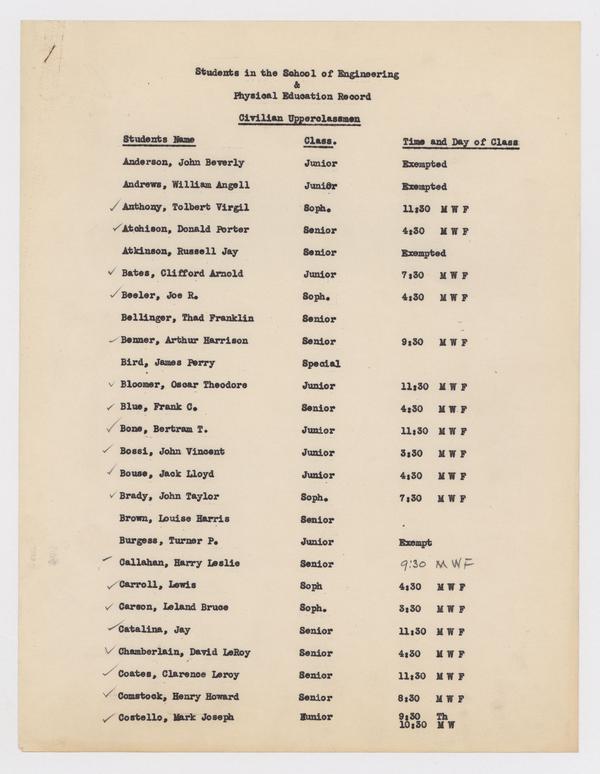 Students in the School of Engineering
&
Physical Education Record
Civilian Upperclassmen
Students Name Class. Time and Day of Class
Anderson, John Beverly Junior Exempted
Andrews, William Angell Junior Exempted
✓ Anthony, Tolbert Virgil Soph. 11:30 M W F
✓ Atchison, Donald Porter Senior 4:30 M W F
Atkinson, Russell Jay Senior Exempted
✓ Bates, Clifford Arnold Junior 7:30 M W F
✓ Beeler, Joe R. Soph. 4:30 M W F
Bellinger, Thad Franklin Senior
✓ Benner, Arthur Harrison Senior 9:30 M W F
Bird, James Perry Special
✓ Bloomer, Oscar Theodore Junior 11:30 M W F
✓ Blue, Frank C. Senior 4:30 M W F
✓ Bone, Bertram T. Junior 11:30 M W F
✓ Bossi, John Vincent Junior 3:30 M W F
✓ Bouse, Jack Lloyd Junior 4:30 M W F
✓ Brady, John Taylor Soph. 7:30 M W F
Brown, Louise Harris Senior
Burgess, Turner P. Junior Exempt
✓ Callahan, Harry Leslie Senior 9:30 M W F
✓ Carroll, Lewis Soph 4:30 M W F
✓ Carson, Leland Bruce Soph. 3:30 M W F
✓ Catalina, Jay Senior 11:30 M W F
✓ Chamberlain, David LeRoy Senior 4:30 M W F
✓ Coates, Clarence Leroy Senior 11:30 M W F
✓ Comstock, Henry Howard Senior 8:30 M W F
✓ Costello, Mark Joseph Junior 9:30 Th
10:30 M W